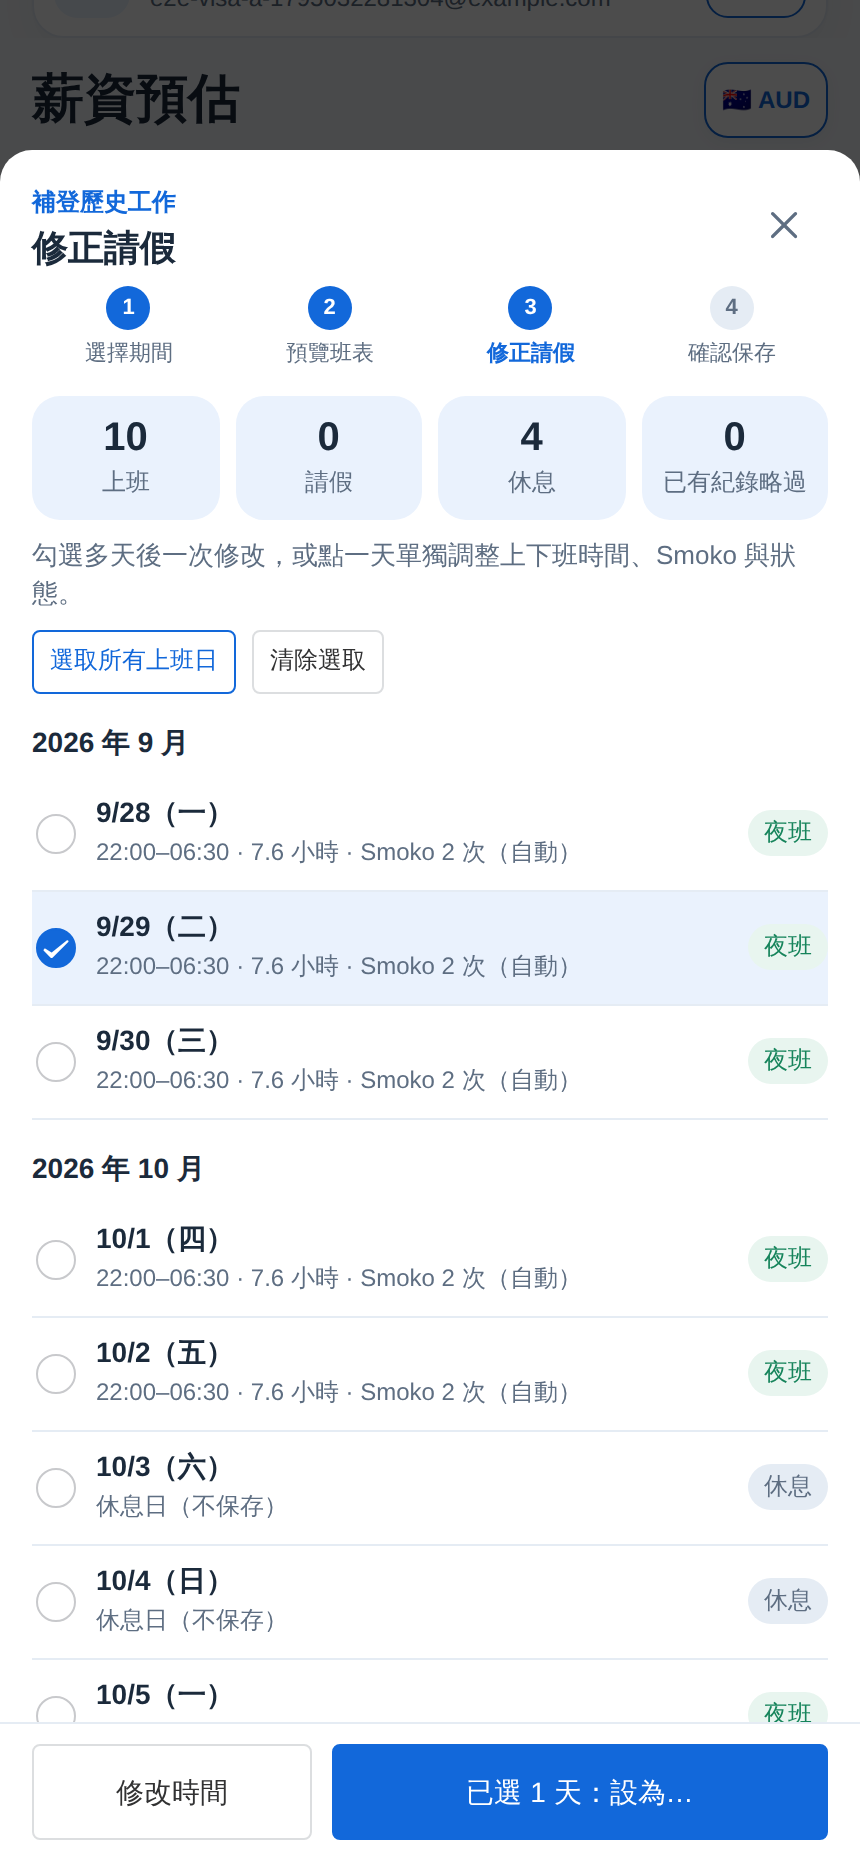 薪資預估
🇦🇺 AUD
補登歷史工作
修正請假
1
2
3
4
選擇期間
預覽班表
修正請假
確認保存
10
0
4
0
上班
請假
休息
已有紀錄略過
勾選多天後一次修改，或點一天單獨調整上下班時間、Smoko 與狀
態。
選取所有上班日
清除選取
2026 年 9 月
9/28（一）
22:00–06:30 · 7.6 小時 · Smoko 2 次（自動）
夜班
9/29（二）
22:00–06:30 · 7.6 小時 · Smoko 2 次（自動）
夜班
9/30（三）
22:00–06:30 · 7.6 小時 · Smoko 2 次（自動）
夜班
2026 年 10 月
10/1（四）
22:00–06:30 · 7.6 小時 · Smoko 2 次（自動）
夜班
10/2（五）
22:00–06:30 · 7.6 小時 · Smoko 2 次（自動）
夜班
10/3（六）
休息日（不保存）
休息
10/4（日）
休息日（不保存）
休息
10/5（一）
夜班
修改時間
已選 1 天：設為...